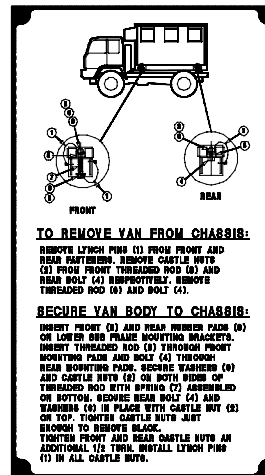 FRONT
REAR
TO REMOVE VAN FROM CHASSIS:
REMOVE LYNCH PINS (1) FROM FRONT AND
REAR FASTENERS. REMOVE CASTLE NUTS
(2) FROM FRONT THREADED ROD (3) AND
REAR BOLT (4) RESPECTIVELY. REMOVE
THREADED ROD (3) AND BOLT (4).
SECURE VAN BODY TO CHASSIS:
INSERT FRONT (5) AND REAR RUBBER PADS (5)
ON LOWER SUB FRAME MOUNTING BRACKETS.
INSERT THREADED ROD (3) THROUGH FRONT
MOUNTING PADS AND BOLT (4) THROUGH
REAR MOUNTING PADS. SECURE WASHERS (6)
AND CASTLE NUTS (2) ON BOTH SIDES OF
THREADED ROD WITH SPRING (7) ASSEMBLED
ON BOTTOM. SECURE REAR BOLT (4) AND
WASHERS (6) IN PLACE WITH CASTLE NUT (2)
ON TOP. TIGHTEN CASTLE NUTS JUST
ENOUGH TO REMOVE SLACK.
TIGHTEN FRONT AND REAR CASTLE NUTS AN
ADDITIONAL 1/2 TURN. INSTALL LYNCH PINS
(1) IN ALL CASTLE NUTS.